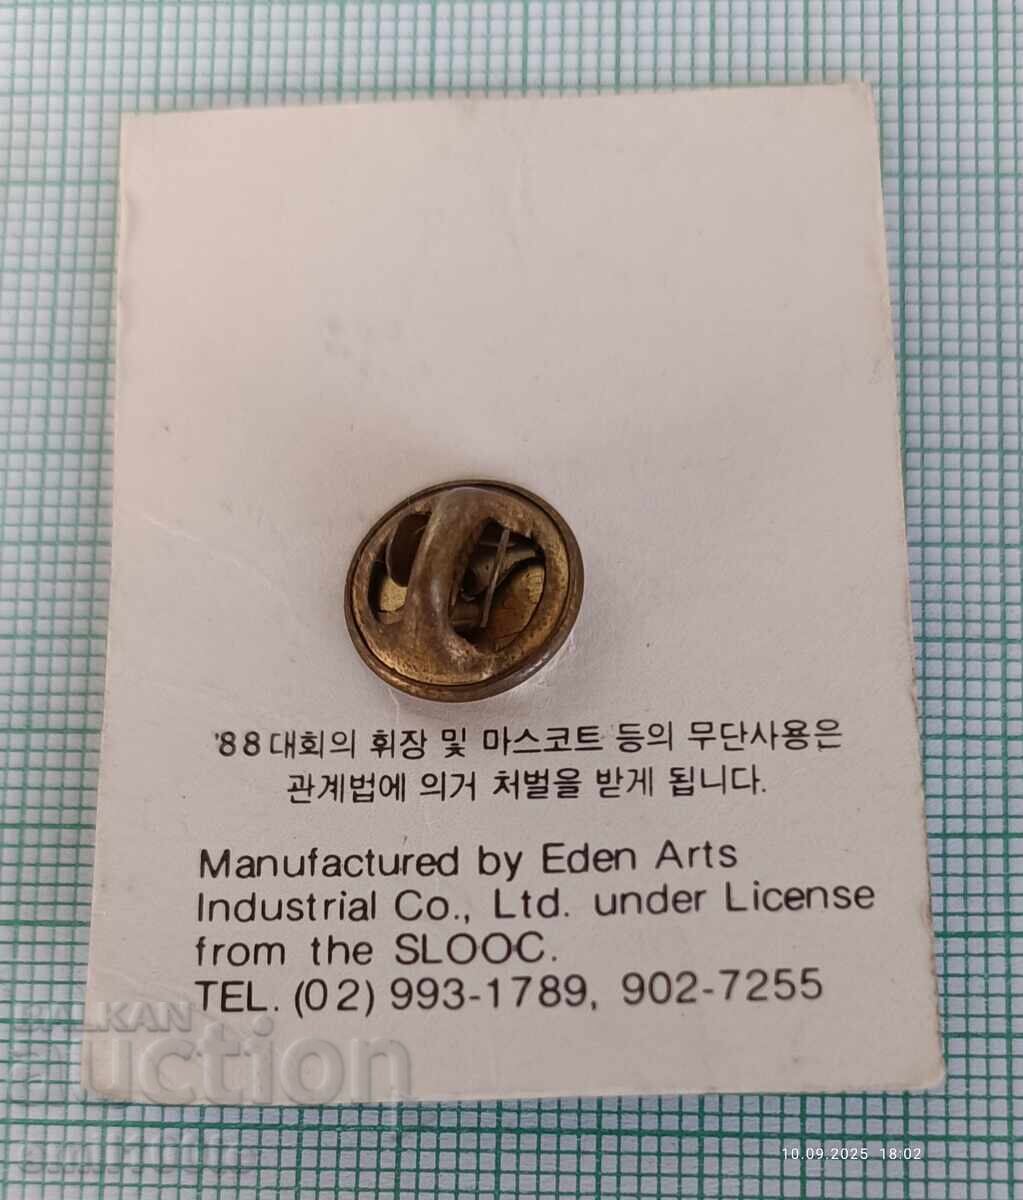 '88대회의 휘장 및 마스코트 등의 무단사용은
관계법에 의거 처벌을 받게 됩니다.
Manufactured by Eden Arts
Industrial Co., Ltd. under License
from the SLOOC.
TEL. (02) 993-1789, 902-7255
BALKAN
auction
10.09.2025 18:02